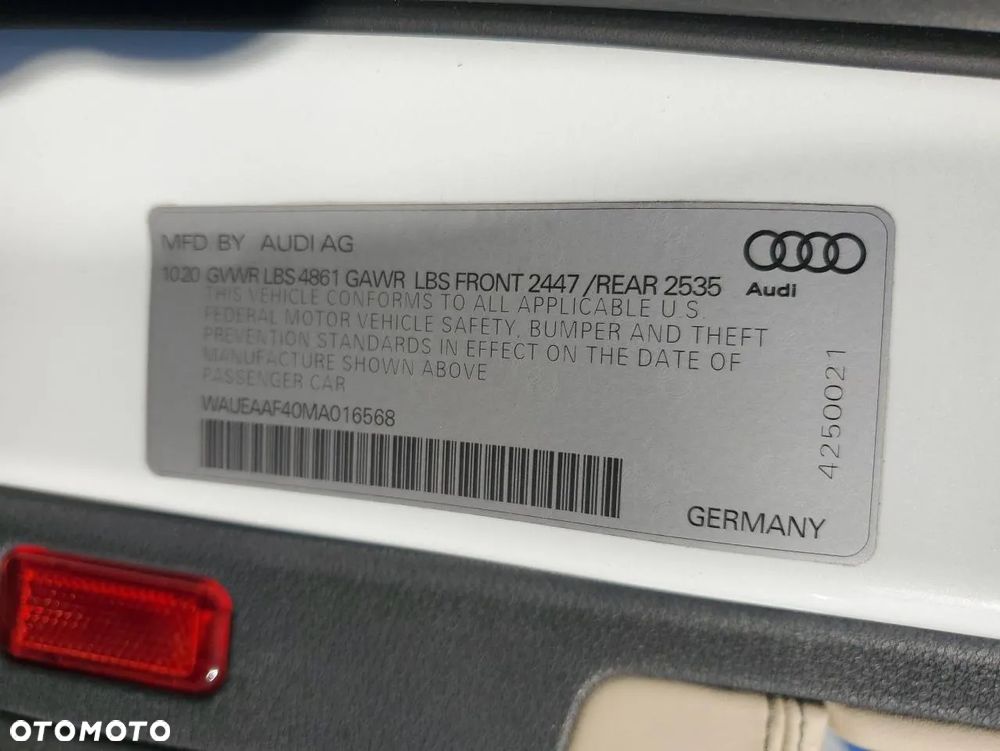 MFD BY AUDI AG
10.20 GVWR LBS 4861 GAWR LBS FRONT 2447 /REAR 2535
THIS VEHICLE CONFORMS TO ALL APPLICABLE U.S.
FEDERAL MOTOR VEHICLE SAFETY, BUMPER AND THEFT
PREVENTION STANDARDS IN EFFECT ON THE DATE OF
MANUFACTURE SHOWN ABOVE
PASSENGER CAR
WAUEAAF40MA016568
Audi
4250021
GERMANY
OTOMOTO